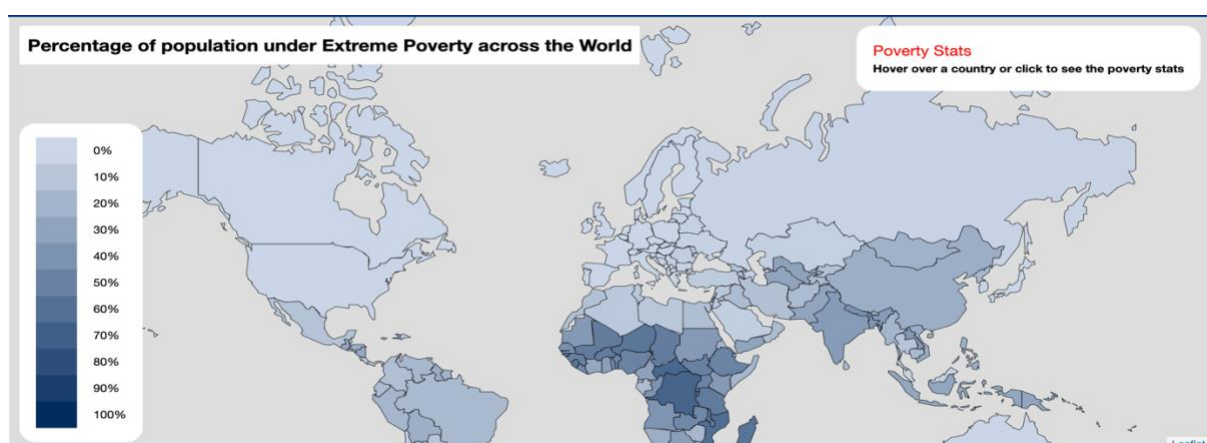 Percentage of population under Extreme Poverty across the World
Poverty Stats
Hover over a country or click to see the poverty stats
0%
10%
20%
30%
40%
50%
60%
70%
80%
90%
100%
Leaflet